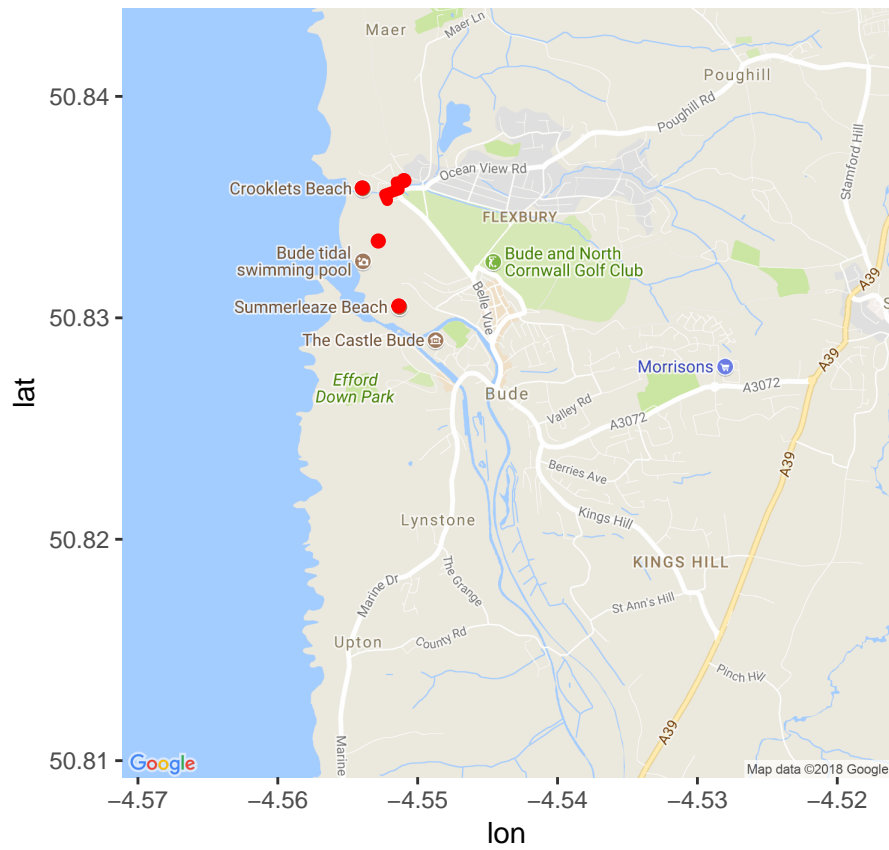 Maer
Maer Ln
Poughill
Poughill Rd
Stamford Hill
Ocean View Rd
Crooklets Beach
FLEXBURY
Bude tidal
swimming pool
Bude and North
Cornwall Golf Club
Belle Vue
A39
Summerleaze Beach
The Castle Bude
A39
Morrisons
Efford
Down Park
Bude
A3072
Valley Rd
A3072
A39
Berries Ave
Kings Hill
Lynstone
KINGS HILL
The Grange
Marine Dr
St Ann's Hill
Upton
County Rd
Pinch Hill
A39
Marine
Google
Map data ©2018 Google
50.84
50.83
50.82
50.81
lat
−4.57
−4.56
−4.55
−4.54
−4.53
−4.52
lon